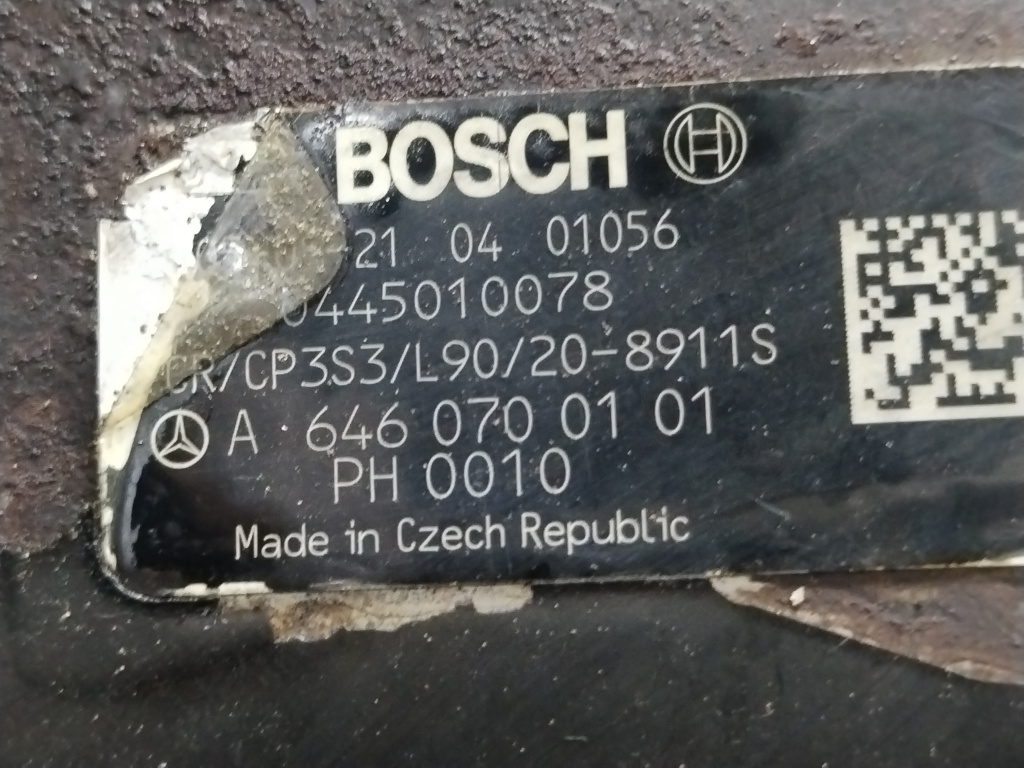 BOSCH
21 04 01056
0445010078
CR/CP3S3/L90/20-8911S
A 646 070 01 01
PH 0010
Made in Czech Republic